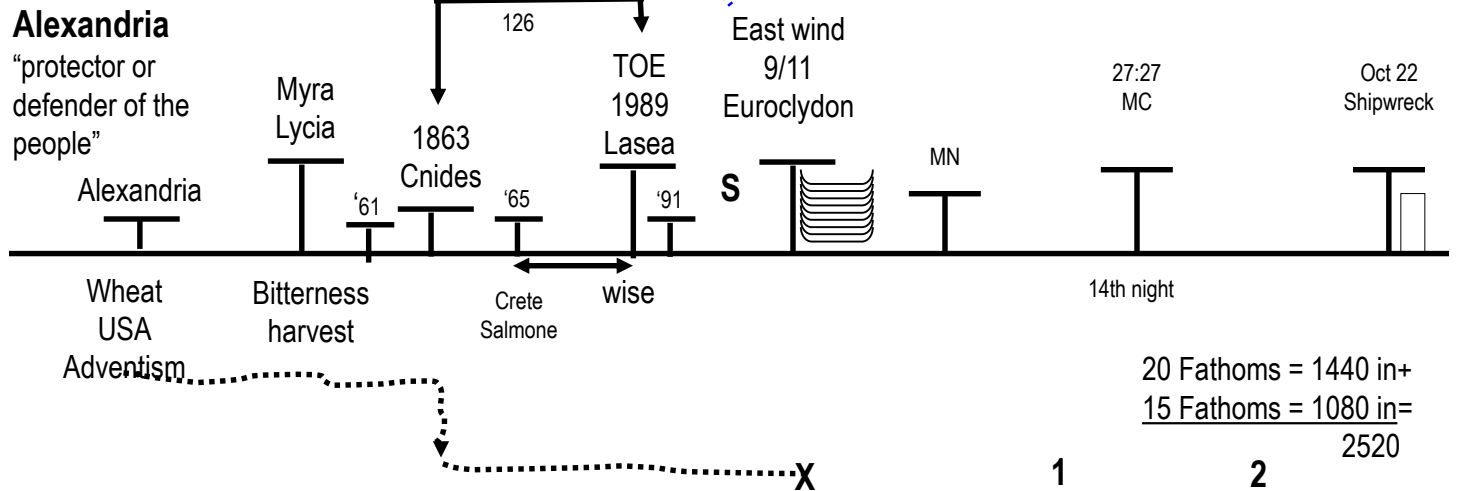 Alexandria
“protector or
defender of the
people”
126
Alexandria
Myra
Lycia
‘61
1863
Cnides
‘65
TOE
1989
Lasea
‘91
S
East wind
9/11
Euroclydon
MN
27:27
MC
Oct 22
Shipwreck
Wheat
USA
Adventism
Bitterness
harvest
Crete
Salmone
wise
14th night
20 Fathoms = 1440 in+
15 Fathoms = 1080 in=
2520
X
1
2